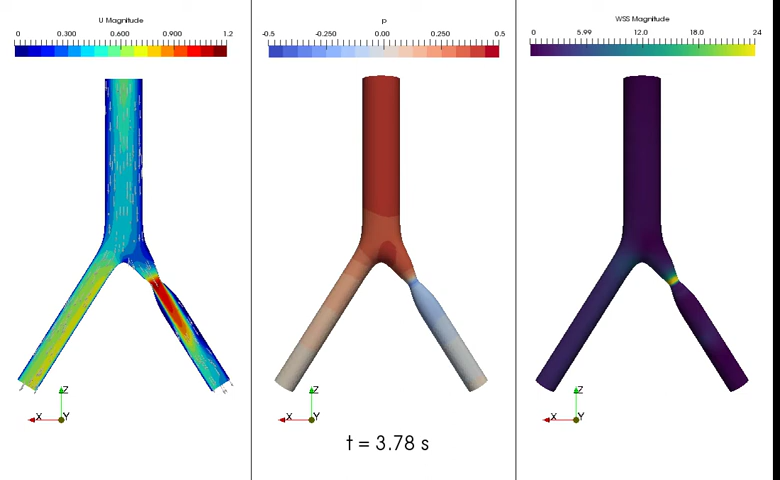 U Magnitude
0 0.300 0.600 0.900 1.2
p
-0.5 -0.250 0.00 0.250 0.5
WSS Magnitude
0 5.99 12.0 18.0 24
Z
X Y
Z
X Y
Z
X Y
t = 3.78 s